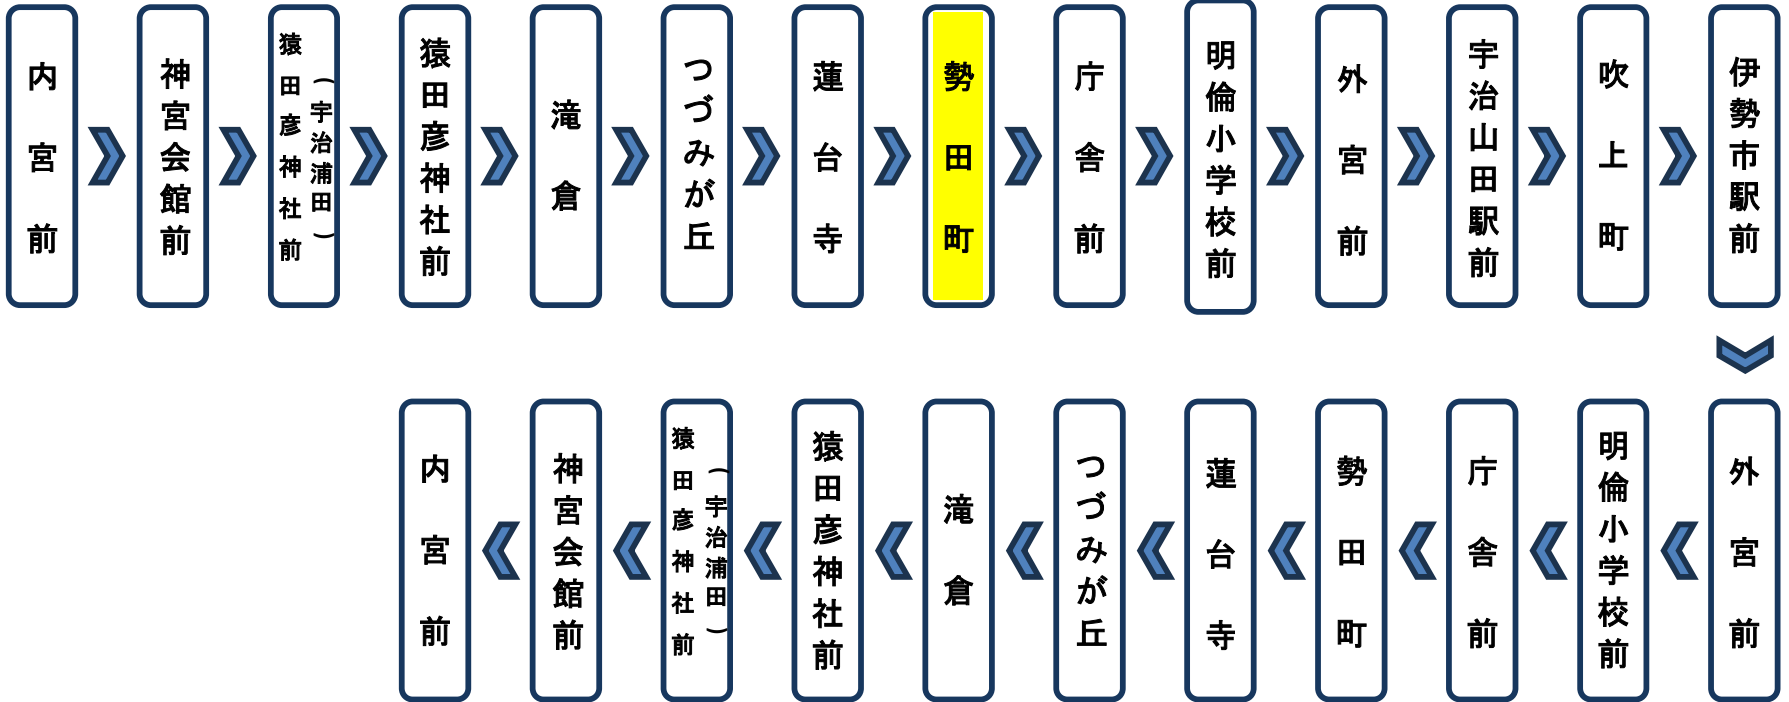 内宮前
神宮会館前
猿田彦神社前
（宇治浦田）
猿田彦神社前
滝倉
つづみが丘
蓮台寺
勢田町
庁舎前
明倫小学校前
外宮前
宇治山田駅前
吹上町
伊勢市駅前
外宮前
明倫小学校前
庁舎前
勢田町
蓮台寺
つづみが丘
滝倉
猿田彦神社前
猿田彦神社前
（宇治浦田）
神宮会館前
内宮前